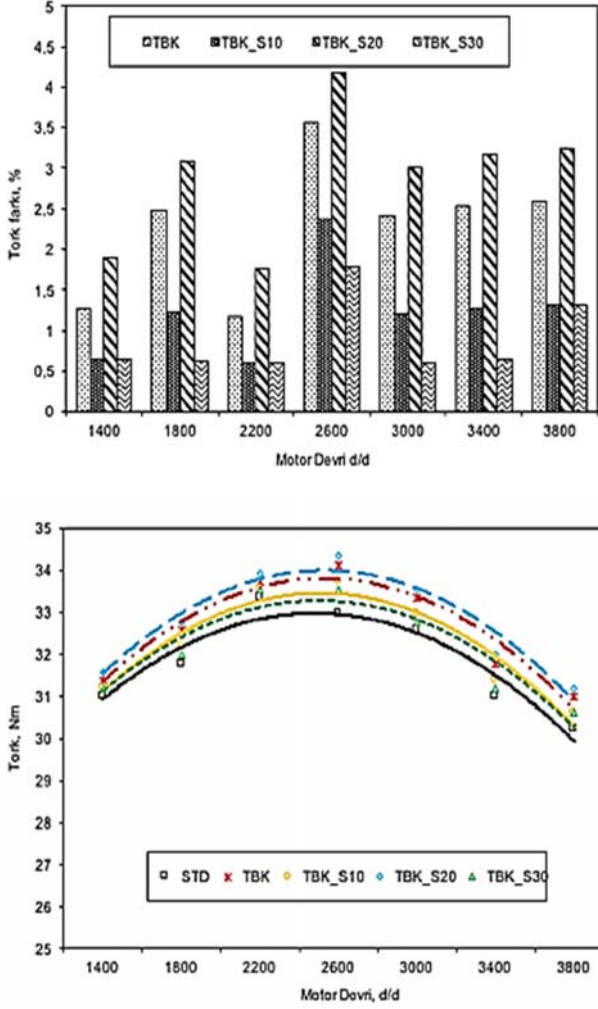 5
4,5
4
3,5
3
2,5
2
1,5
1
0,5
0
Tork farkı, %
TBK TBK_S10 TBK_S20 TBK_S30
1400 1800 2200 2600 3000 3400 3800
Motor Devri d/d
35
34
33
32
31
30
29
28
27
26
25
Tork, Nm
STD TBK TBK_S10 TBK_S20 TBK_S30
1400 1800 2200 2600 3000 3400 3800
Motor Devri, d/d